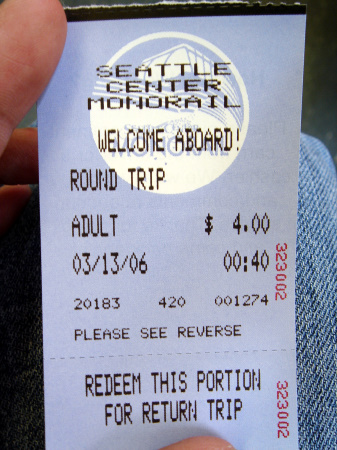 SEATTLE
CENTER
MONORAIL
WELCOME ABOARD!
MONORAIL
ROUND TRIP
ADULT $ 4.00
03/13/06 00:40
323002
20183 420 001274
PLEASE SEE REVERSE
REDEEM THIS PORTION
FOR RETURN TRIP
323002